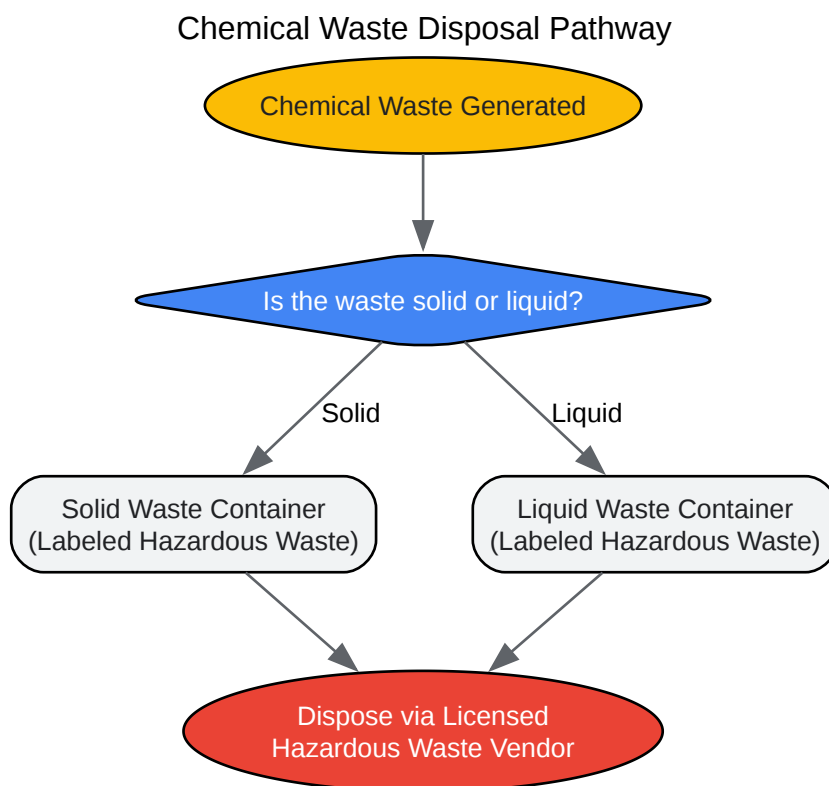 Chemical Waste Disposal Pathway
Chemical Waste Generated
Is the waste solid or liquid?
Solid
Liquid
Solid Waste Container
(Labeled Hazardous Waste)
Liquid Waste Container
(Labeled Hazardous Waste)
Dispose via Licensed
Hazardous Waste Vendor